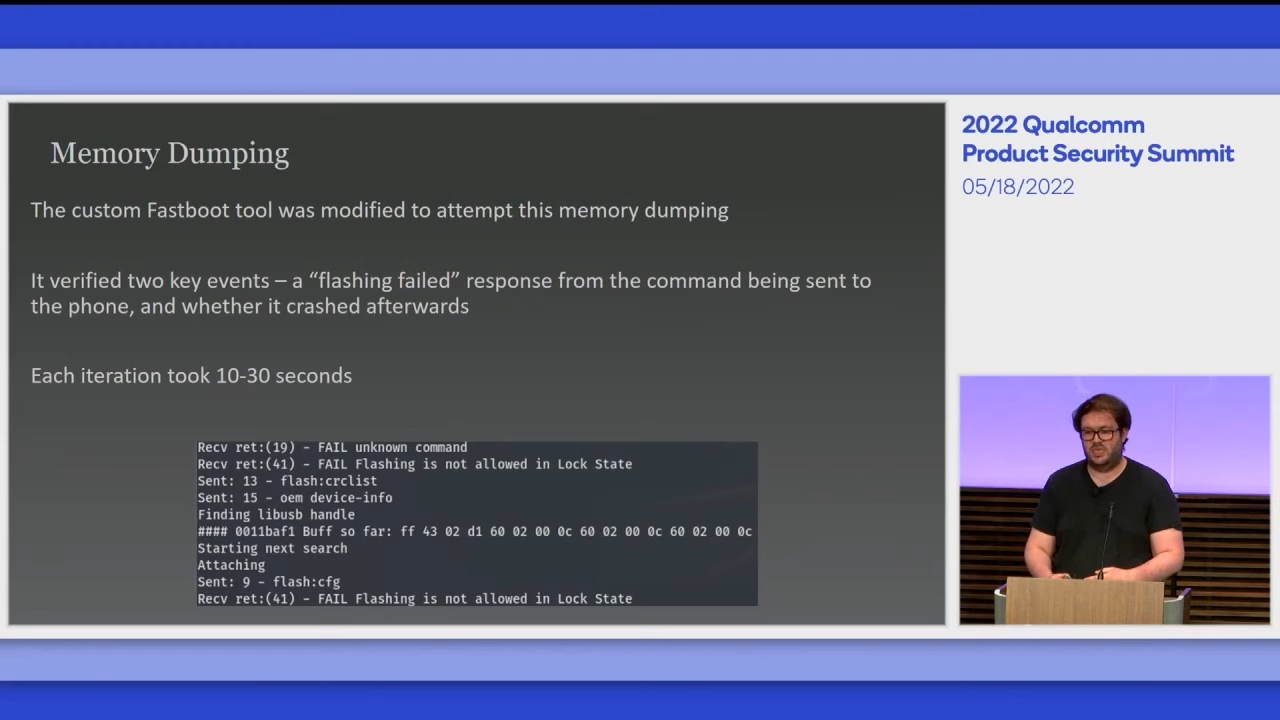 Memory Dumping
The custom Fastboot tool was modified to attempt this memory dumping
It verified two key events – a “flashing failed” response from the command being sent to
the phone, and whether it crashed afterwards
Each iteration took 10-30 seconds
Recv ret:(19) - FAIL unknown command
Recv ret:(41) - FAIL Flashing is not allowed in Lock State
Sent: 13 - flash:crclist
Sent: 15 - oem device-info
Finding libusb handle
#### 0011baf1 Buff so far: ff 43 02 d1 60 02 00 0c 60 02 00 0c 60 02 00 0c
Starting next search
Attaching
Sent: 9 - flash:cfg
Recv ret:(41) - FAIL Flashing is not allowed in Lock State
2022 Qualcomm
Product Security Summit
05/18/2022